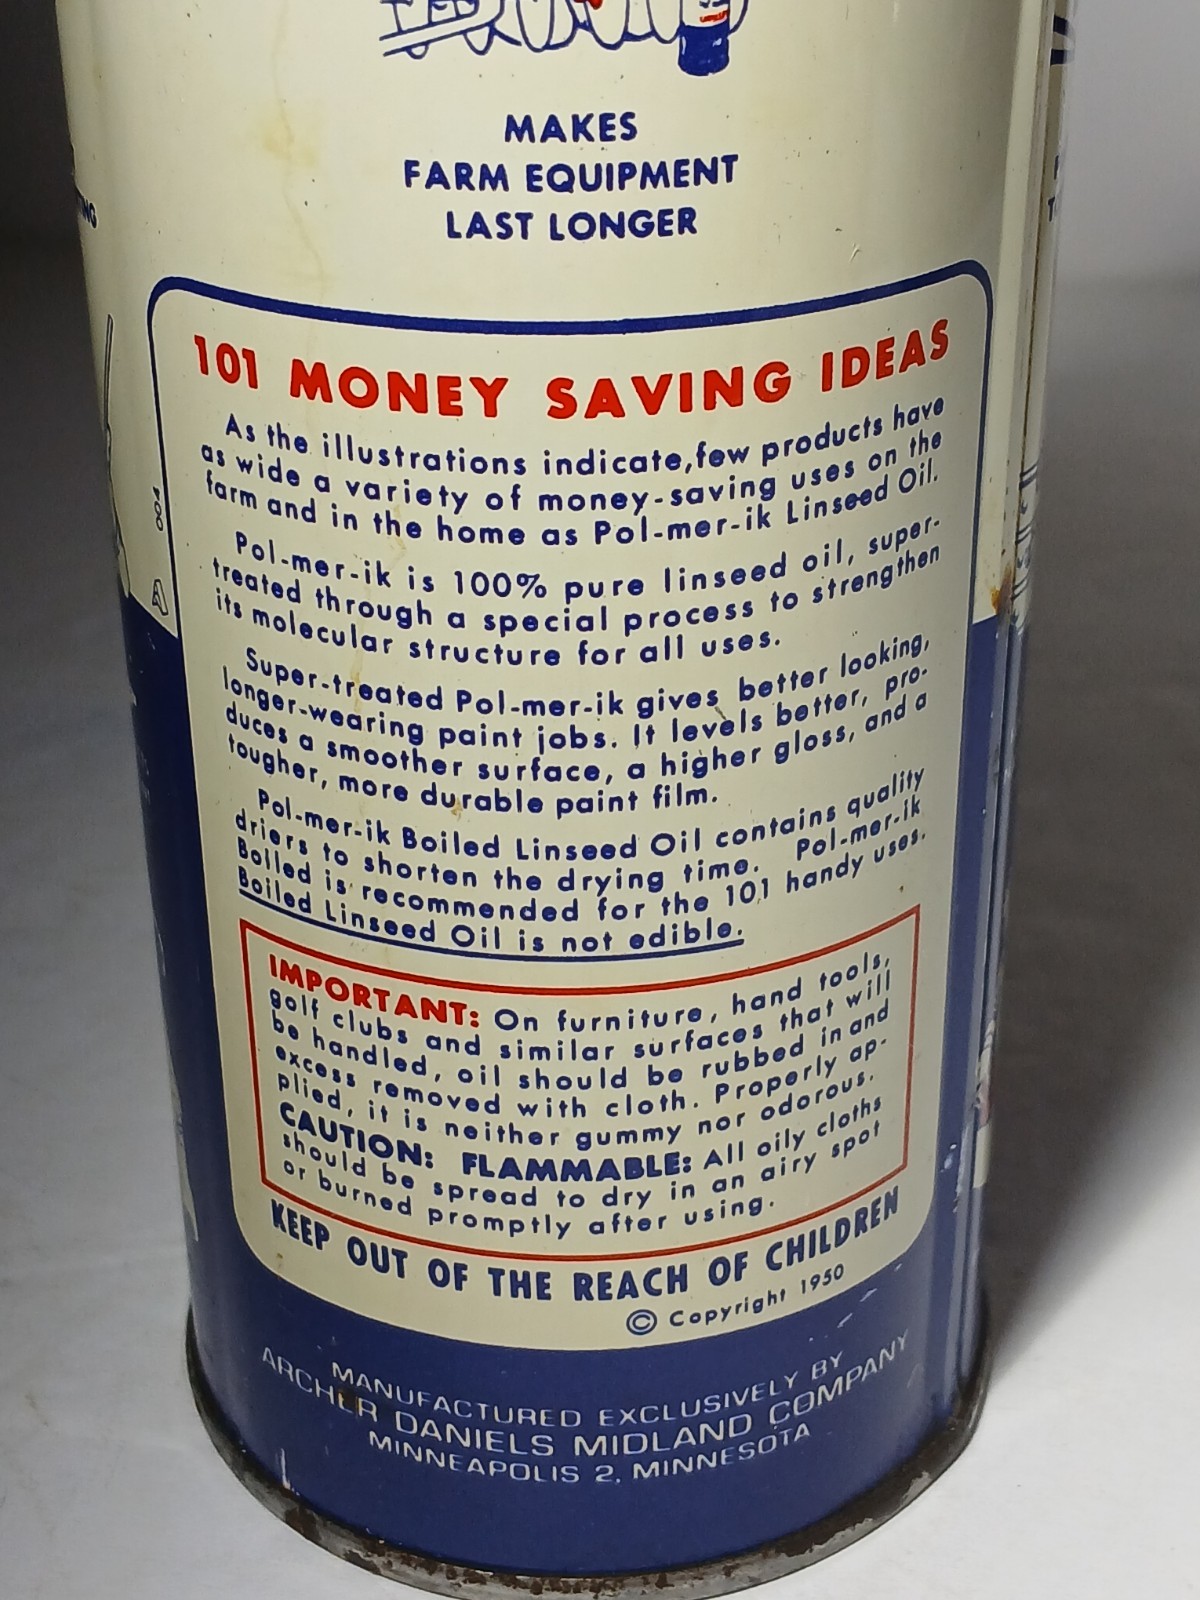 MAKES
FARM EQUIPMENT
LAST LONGER
101 MONEY SAVING IDEAS
As the illustrations indicate, few products have
as wide a variety of money-saving uses on the
farm and in the home as Pol-mer-ik Linseed Oil.
Pol-mer-ik is 100% pure linseed oil, super-
treated through a special process to strengthen
its molecular structure for all uses.
Super-treated Pol-mer-ik gives better looking,
longer-wearing paint jobs. It levels better, pro-
duces a smoother surface, a higher gloss, and a
tougher, more durable paint film.
Pol-mer-ik Boiled Linseed Oil contains quality
driers to shorten the drying time. Pol-mer-ik
Boiled is recommended for the 101 handy uses.
Boiled Linseed Oil is not edible.
IMPORTANT: On furniture, hand tools,
golf clubs and similar surfaces that will
be handled, oil should be rubbed in and
excess removed with cloth. Properly ap-
plied, it is neither gummy nor odorous.
CAUTION: FLAMMABLE: All oily cloths
should be spread to dry in an airy spot
or burned promptly after using.
KEEP OUT OF THE REACH OF CHILDREN
© Copyright 1950
MANUFACTURED EXCLUSIVELY BY
ARCHER DANIELS MIDLAND COMPANY
MINNEAPOLIS 2, MINNESOTA